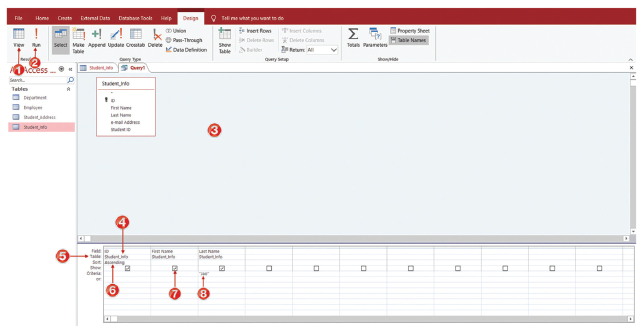 File Home Create External Data Database Tools Help Design Tell me what you want to do
View Run Select Make Table Append Update Crosstab Delete
Union
Pass-Through
Data Definition
Show Table
Insert Rows
Delete Rows
Builder
Insert Columns
Delete Columns
Return: All
Totals Parameters
Property Sheet
Table Names
Query Type Query Setup Show/Hide
1 2
Access ...
Search...
Tables
Department
Employee
Student_Address
Student_Info
Student_Info Query1
Student_Info
*
ID
First Name
Last Name
e-mail Address
Student ID
3
4
5
Field: ID First Name Last Name
Table: Student_Info Student_Info Student_Info
Sort: Ascending
Show:
Criteria:
or:
6 7 8